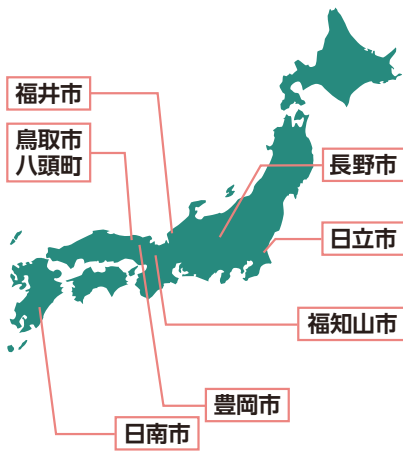 福井市
鳥取市
八頭町
長野市
日立市
福知山市
豊岡市
日南市